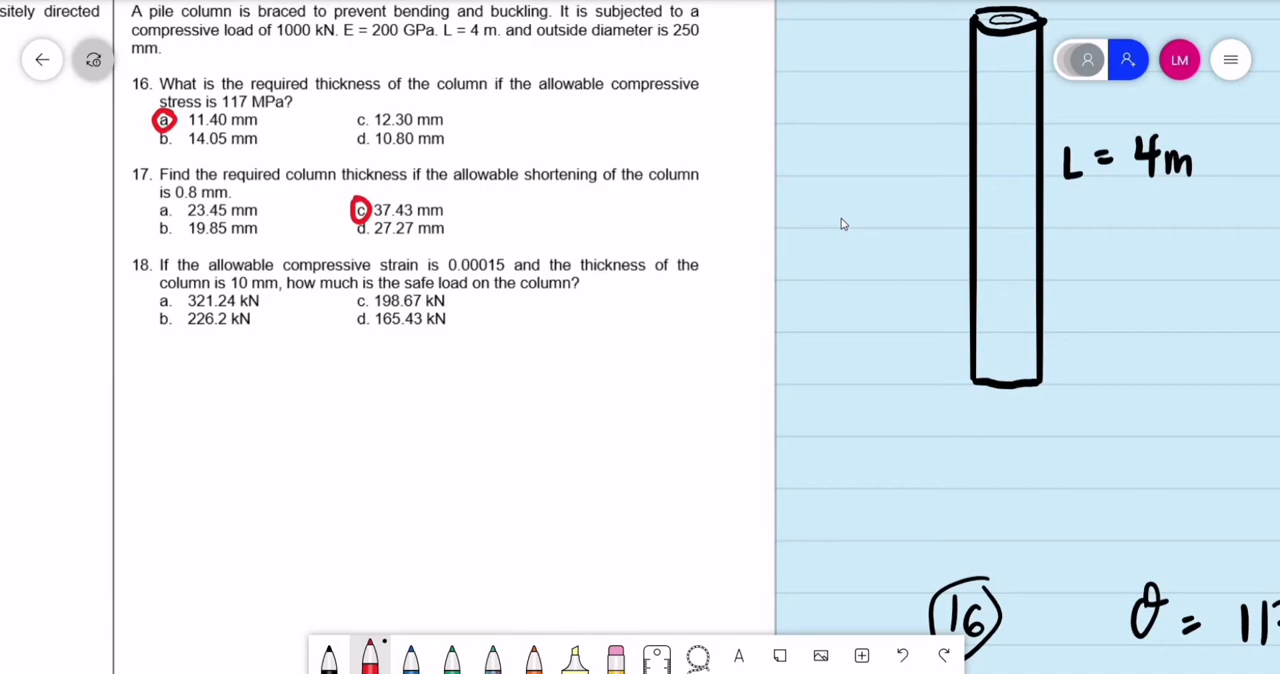 sitely directed
A pile column is braced to prevent bending and buckling. It is subjected to a
compressive load of 1000 kN. E = 200 GPa. L = 4 m. and outside diameter is 250
mm.
16. What is the required thickness of the column if the allowable compressive
stress is 117 MPa?
a. 11.40 mm c. 12.30 mm
b. 14.05 mm d. 10.80 mm
17. Find the required column thickness if the allowable shortening of the column
is 0.8 mm.
a. 23.45 mm c. 37.43 mm
b. 19.85 mm d. 27.27 mm
18. If the allowable compressive strain is 0.00015 and the thickness of the
column is 10 mm, how much is the safe load on the column?
a. 321.24 kN c. 198.67 kN
b. 226.2 kN d. 165.43 kN
LM
L = 4m
16
σ = 11
A